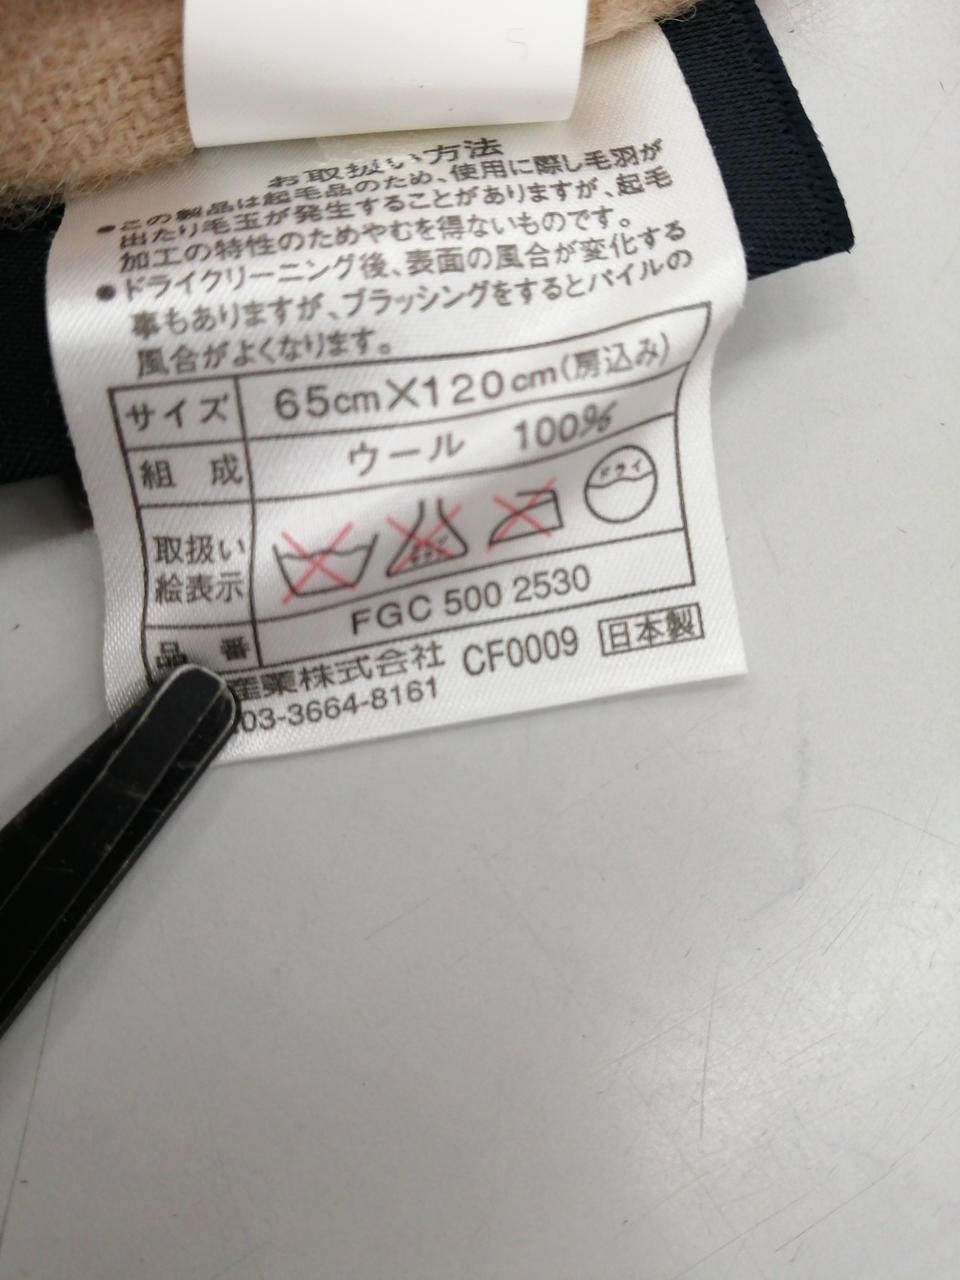 お取扱い方法
●この製品は起毛品のため、使用に際し毛羽が
出たり毛玉が発生することがありますが、起毛
加工の特性のためやむを得ないものです。
●ドライクリーニング後、表面の風合が変化する
事もありますが、ブラッシングをするとパイルの
風合がよくなります。
サイズ 65cm×120cm(房込み)
組 成 ウール 100%
取扱い
絵表示 ドライ
品 番 FGC 500 2530
産業株式会社 CF0009 日本製
03-3664-8161